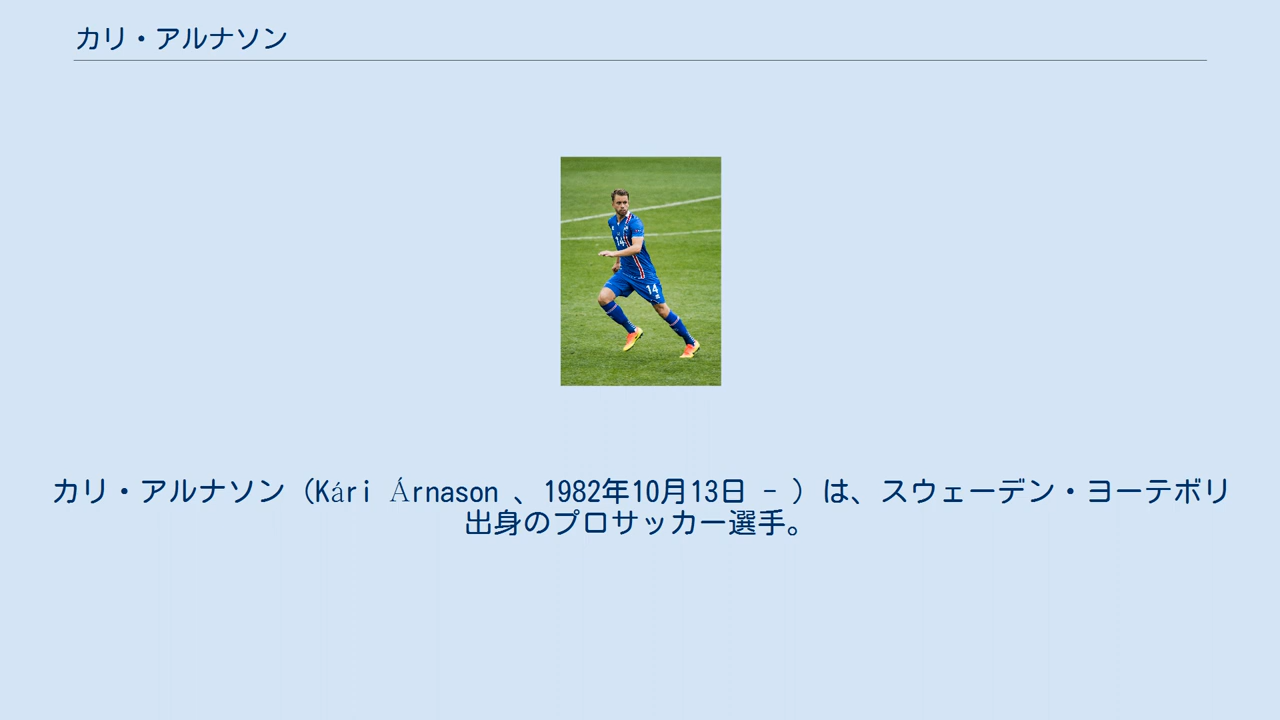 カリ・アルナソン
14
14
カリ・アルナソン（Kári Árnason 、1982年10月13日 - ）は、スウェーデン・ヨーテボリ
出身のプロサッカー選手。